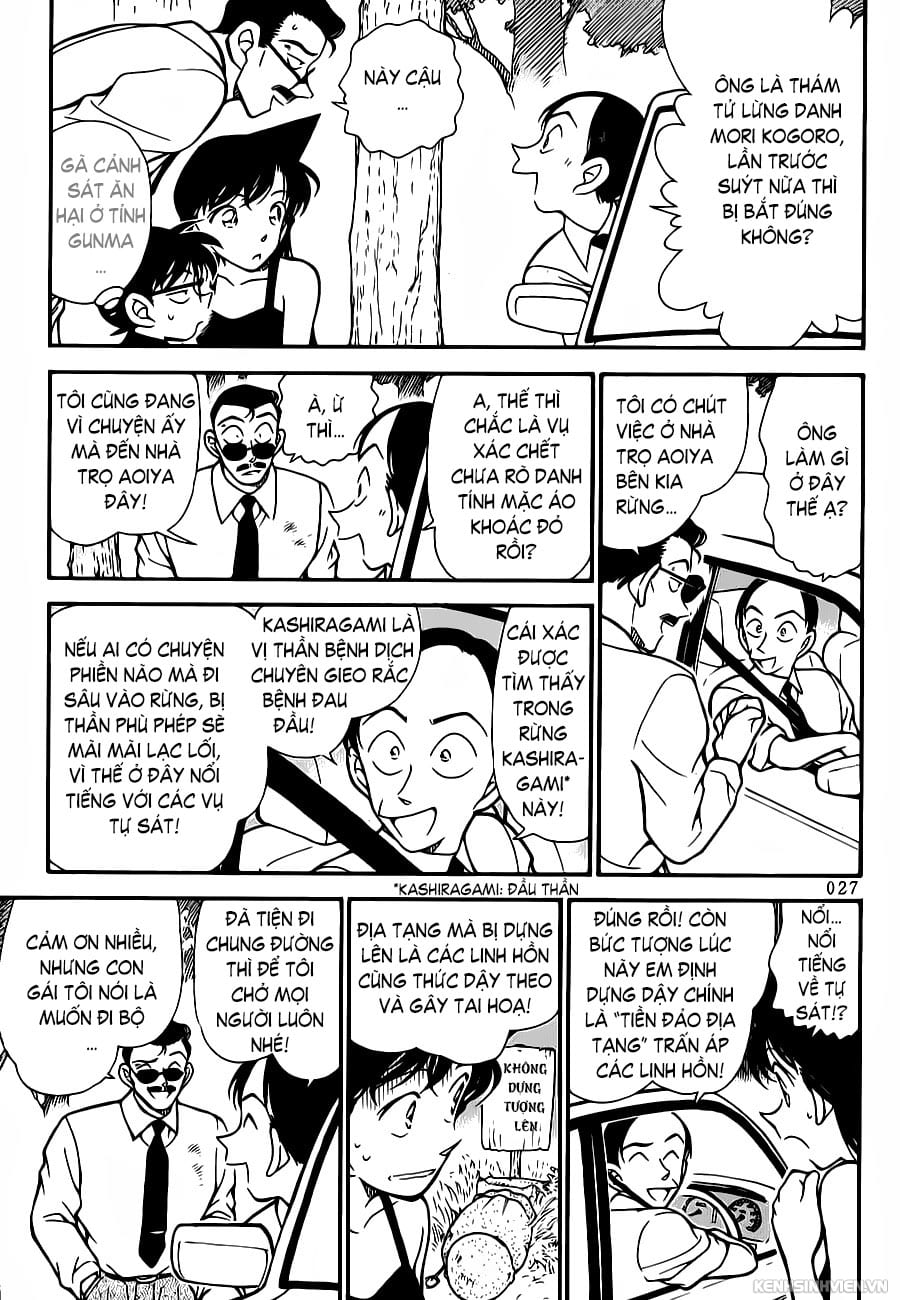 ÔNG LÀ THÁM
TỬ LỪNG DANH
MORI KOGORO,
LẦN TRƯỚC
SUÝT NỮA THÌ
BỊ BẮT ĐÚNG
KHÔNG?
NÀY CẬU
...
GÃ CẢNH
SÁT ĂN
HẠI Ở TỈNH
GUNMA
...
ÔNG
LÀM GÌ
Ở ĐÂY
THẾ Ạ?
TÔI CÓ CHÚT
VIỆC Ở NHÀ
TRỌ AOIYA
BÊN KIA
RỪNG...
A, THẾ THÌ
CHẮC LÀ VỤ
XÁC CHẾT
CHƯA RÕ DANH
TÍNH MẶC ÁO
KHOÁC ĐỎ
RỒI?
À, Ừ
THÌ...
TÔI CŨNG ĐANG
VÌ CHUYỆN ẤY
MÀ ĐẾN NHÀ
TRỌ AOIYA
ĐÂY!
CÁI XÁC
ĐƯỢC
TÌM THẤY
TRONG
RỪNG
KASHIRA-
GAMI*
NÀY!
KASHIRAGAMI LÀ
VỊ THẦN BỆNH DỊCH
CHUYÊN GIEO RẮC
BỆNH ĐAU
ĐẦU!
NẾU AI CÓ CHUYỆN
PHIỀN NÃO MÀ ĐI
SÂU VÀO RỪNG, BỊ
THẦN PHÙ PHÉP SẼ
MÃI MÃI LẠC LỐI,
VÌ THẾ Ở ĐÂY NỔI
TIẾNG VỚI CÁC VỤ
TỰ SÁT!
*KASHIRAGAMI: ĐẦU THẦN
027
NỔI...
NỔI
TIẾNG
VỀ TỰ
SÁT!?
ĐÚNG RỒI! CÒN
BỨC TƯỢNG LÚC
NÀY EM ĐỊNH
DỰNG DẬY CHÍNH
LÀ "TIỀN ĐẢO ĐỊA
TẠNG" TRẤN ÁP
CÁC LINH HỒN!
ĐỊA TẠNG MÀ BỊ DỰNG
LÊN LÀ CÁC LINH HỒN
CŨNG THỨC DẬY THEO
VÀ GÂY TAI HOẠ!
KHÔNG
DỰNG
TƯỢNG
LÊN
ĐÃ TIỆN ĐI
CHUNG ĐƯỜNG
THÌ ĐỂ TÔI
CHỞ MỌI
NGƯỜI LUÔN
NHÉ!
CẢM ƠN NHIỀU,
NHƯNG CON
GÁI TÔI NÓI LÀ
MUỐN ĐI BỘ
...
KENHSINHVIEN.VN